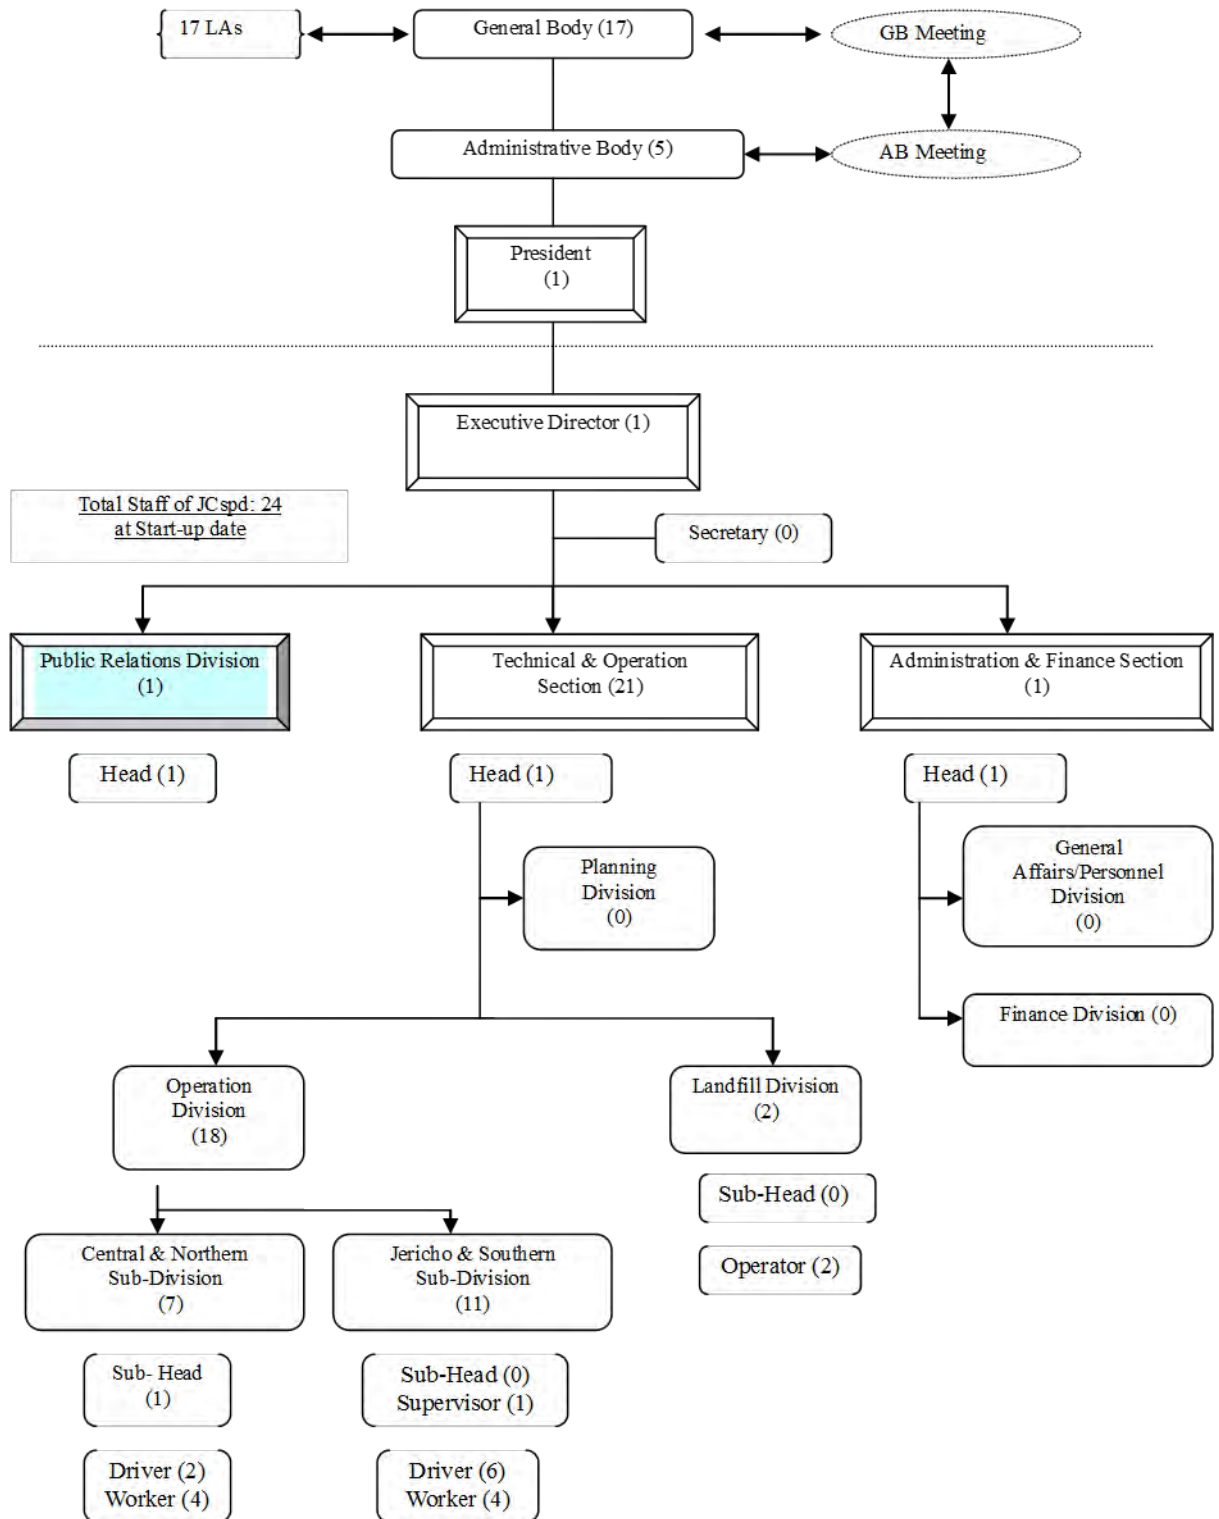 17 LAs
General Body (17)
GB Meeting
Administrative Body (5)
AB Meeting
President
(1)
Executive Director (1)
Total Staff of JCspd: 24
at Start-up date
Secretary (0)
Public Relations Division
(1)
Technical & Operation
Section (21)
Administration & Finance Section
(1)
Head (1)
Head (1)
Head (1)
Planning
Division
(0)
General
Affairs/Personnel
Division
(0)
Finance Division (0)
Operation
Division
(18)
Landfill Division
(2)
Sub-Head (0)
Operator (2)
Central & Northern
Sub-Division
(7)
Jericho & Southern
Sub-Division
(11)
Sub- Head
(1)
Sub-Head (0)
Supervisor (1)
Driver (2)
Worker (4)
Driver (6)
Worker (4)